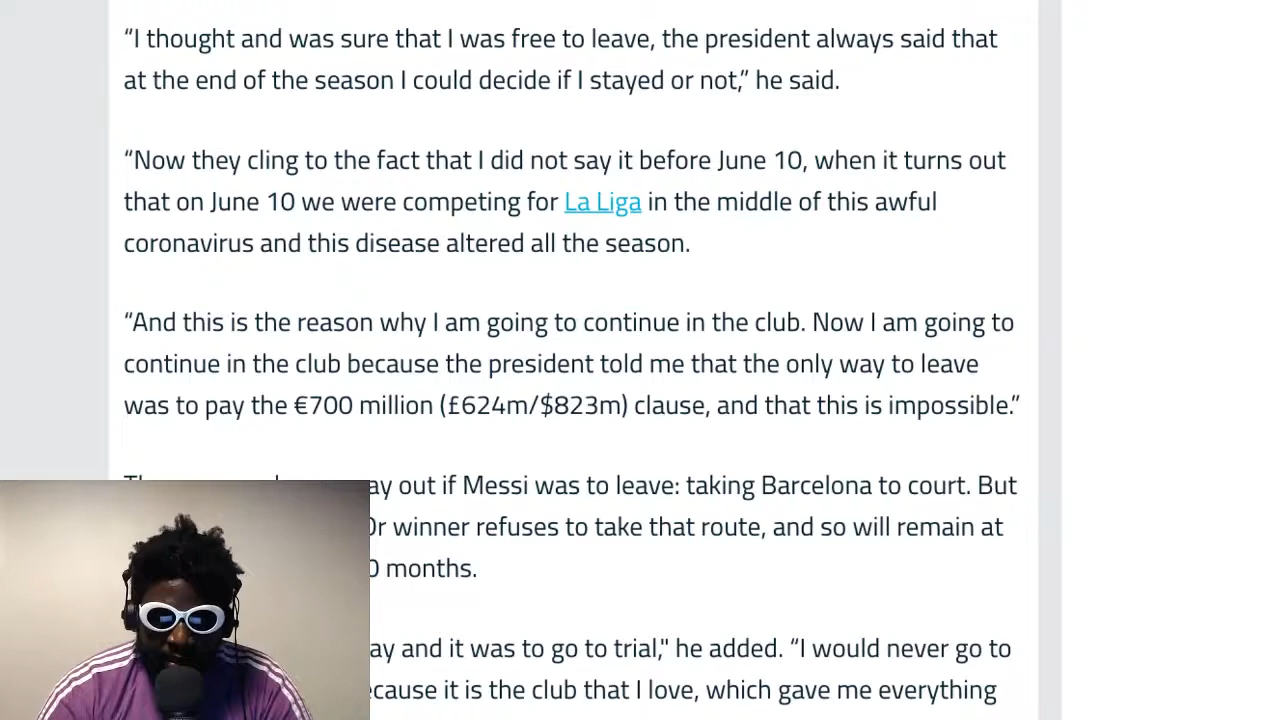 “I thought and was sure that I was free to leave, the president always said that
at the end of the season I could decide if I stayed or not,” he said.
“Now they cling to the fact that I did not say it before June 10, when it turns out
that on June 10 we were competing for La Liga in the middle of this awful
coronavirus and this disease altered all the season.
“And this is the reason why I am going to continue in the club. Now I am going to
continue in the club because the president told me that the only way to leave
was to pay the €700 million (£624m/$823m) clause, and that this is impossible.”
out if Messi was to leave: taking Barcelona to court. But
winner refuses to take that route, and so will remain at
months.
and it was to go to trial," he added. “I would never go to
it is the club that I love, which gave me everything